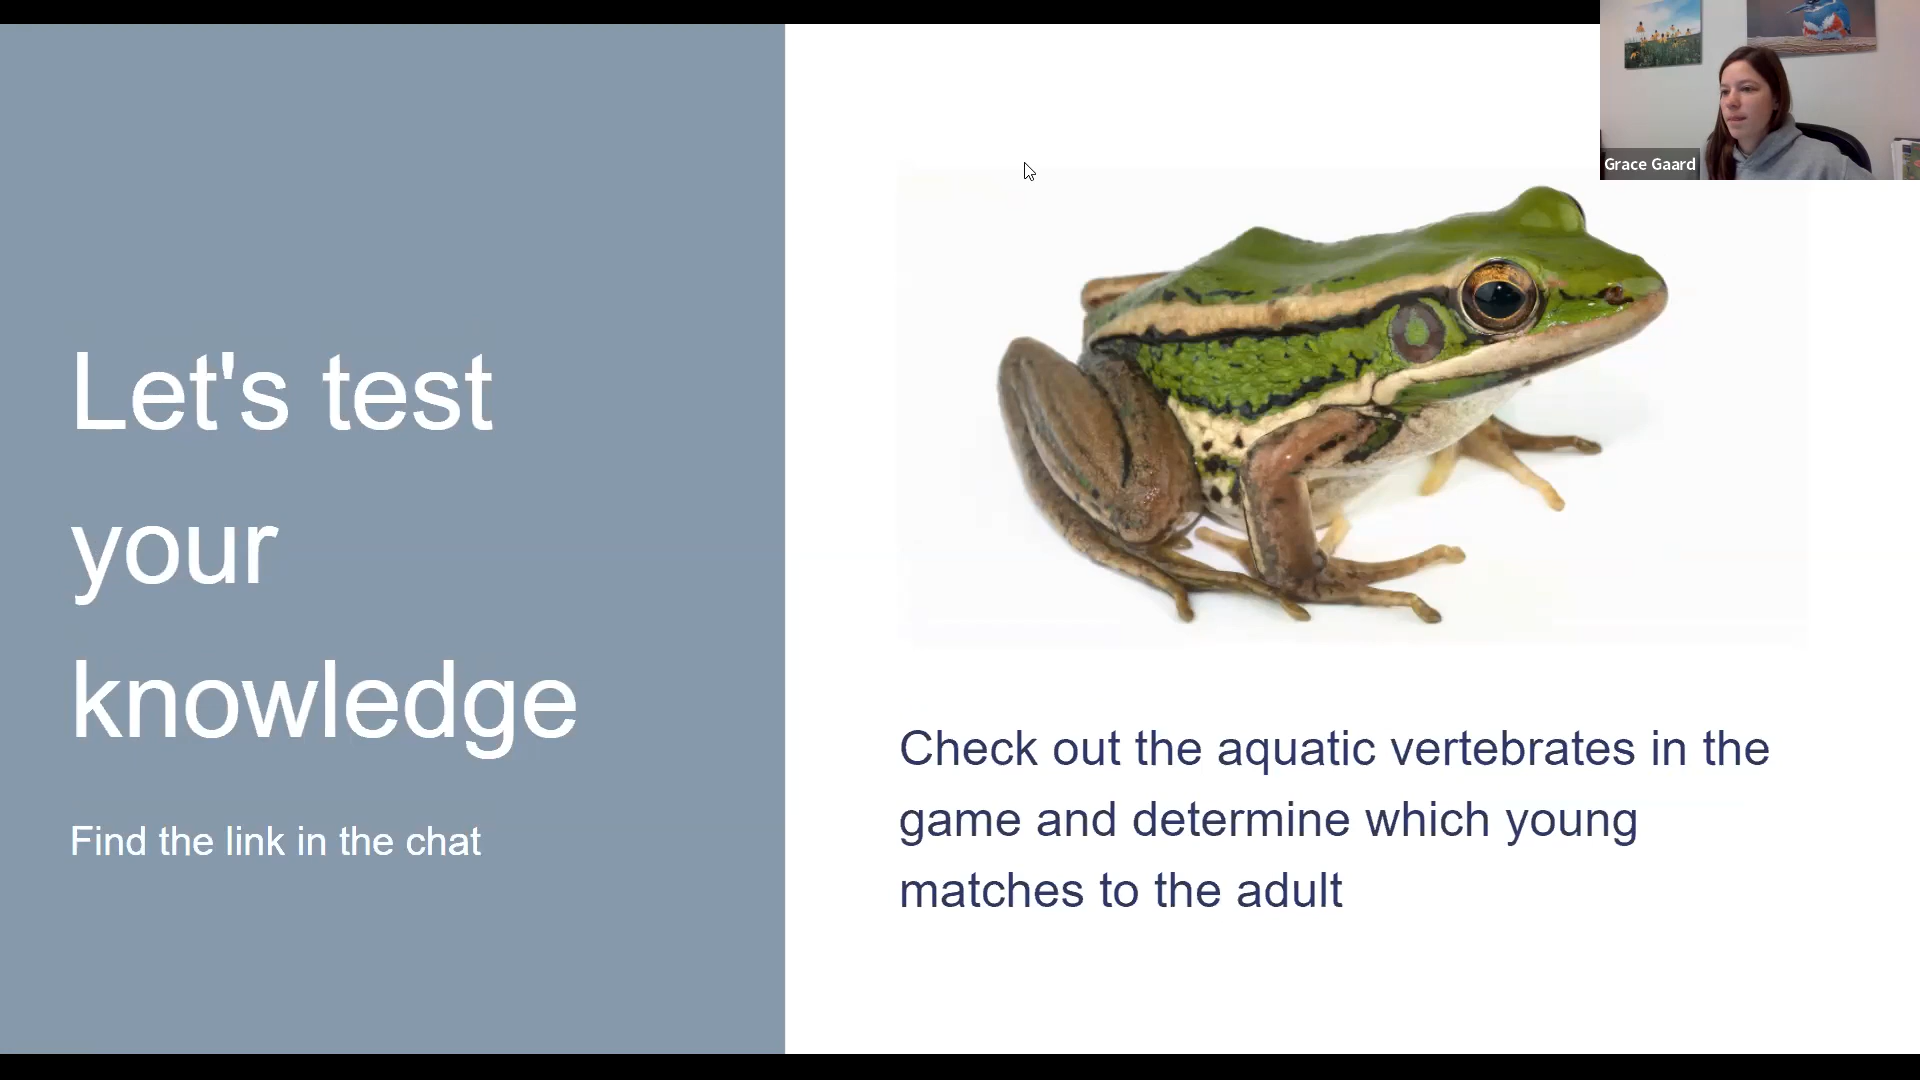 Let's test
your
knowledge
Find the link in the chat
Grace Gaard
Check out the aquatic vertebrates in the
game and determine which young
matches to the adult